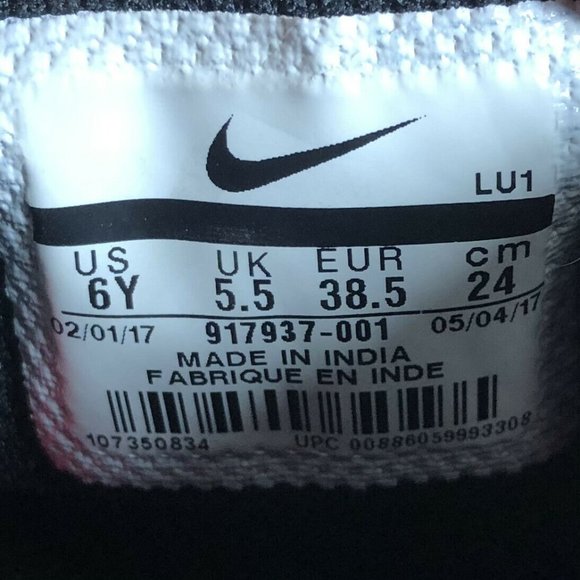 LU1
US UK EUR cm
6Y 5.5 38.5 24
02/01/17 917937-001 05/04/17
MADE IN INDIA
FABRIQUE EN INDE
107350834 UPC 00886059993308